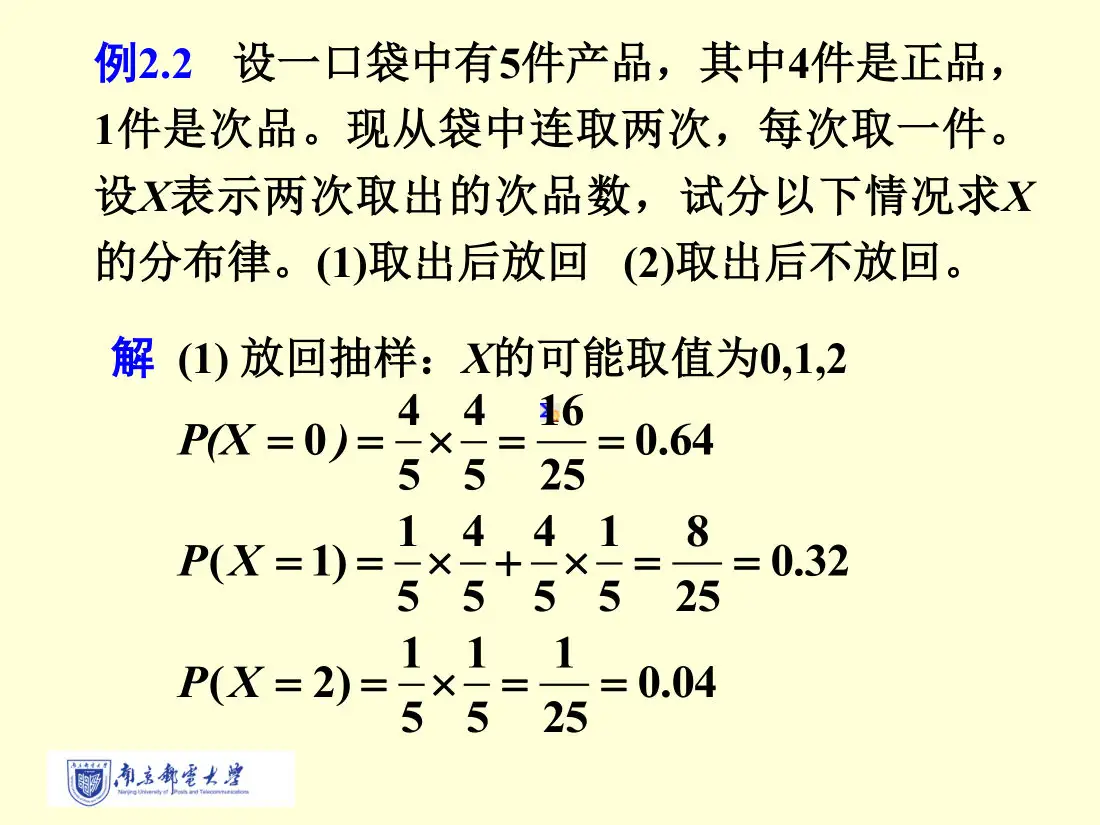 例2.2 设一口袋中有5件产品，其中4件是正品，
1件是次品。现从袋中连取两次，每次取一件。
设X表示两次取出的次品数，试分以下情况求X
的分布律。(1)取出后放回 (2)取出后不放回。
解 (1) 放回抽样：X的可能取值为0,1,2
P(X = 0) = 4/5 × 4/5 = 16/25 = 0.64
P(X = 1) = 1/5 × 4/5 + 4/5 × 1/5 = 8/25 = 0.32
P(X = 2) = 1/5 × 1/5 = 1/25 = 0.04
南京邮电大学
Nanjing University of Posts and Telecommunications